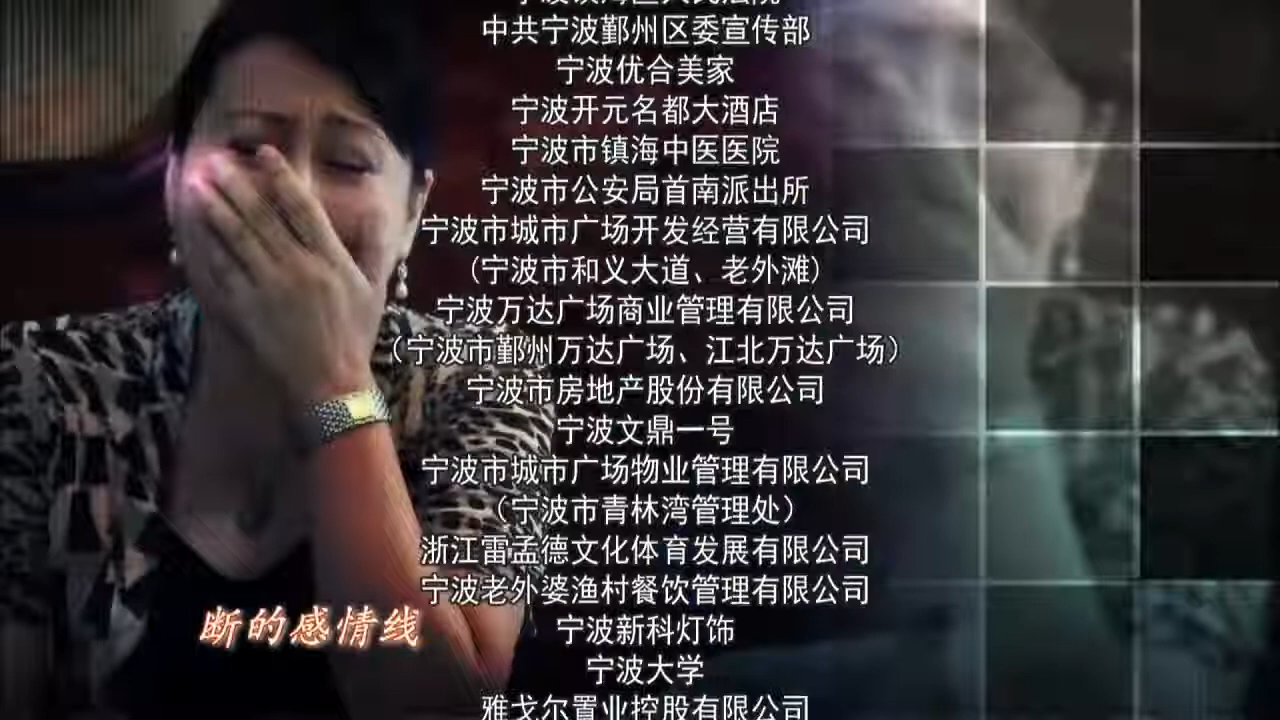 宁波镇海区人民法院
中共宁波鄞州区委宣传部
宁波优合美家
宁波开元名都大酒店
宁波市镇海中医医院
宁波市公安局首南派出所
宁波市城市广场开发经营有限公司
(宁波市和义大道、老外滩)
宁波万达广场商业管理有限公司
（宁波市鄞州万达广场、江北万达广场）
宁波市房地产股份有限公司
宁波文鼎一号
宁波市城市广场物业管理有限公司
（宁波市青林湾管理处）
浙江雷孟德文化体育发展有限公司
宁波老外婆渔村餐饮管理有限公司
断的感情线
宁波新科灯饰
宁波大学
雅戈尔置业控股有限公司